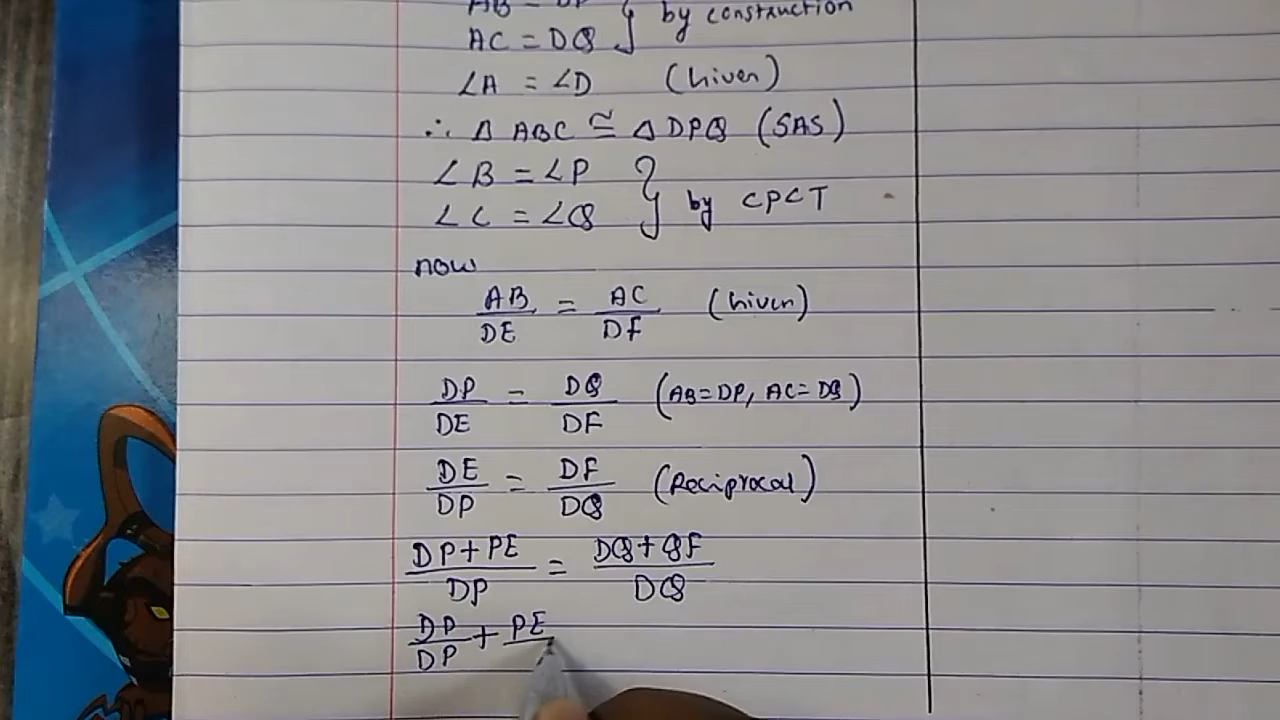 AB = DP } by construction
AC = DQ
∠A = ∠D (Given)
∴ Δ ABC ≅ Δ DPQ (SAS)
∠B = ∠P } by CPCT
∠C = ∠Q
now
AB/DE = AC/DF (Given)
DP/DE = DQ/DF (AB=DP, AC=DQ)
DE/DP = DF/DQ (Reciprocal)
DP+PE/DP = DQ+QF/DQ
DP/DP + PE